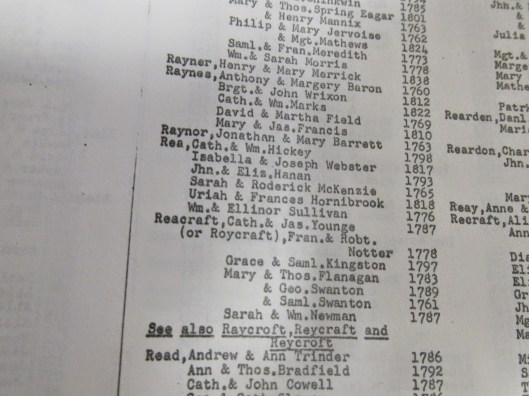 1785
Mary & Thos.Spring Eagar 1801
& Henry Mannix 1763
Philip & Mary Jervoise 1762
& Mgt.Mathews 1824
Saml.& Fran.Meredith 1773
Wm.& Sarah Morris 1778
Rayner,Henry & Mary Merrick 1838
Raynes,Anthony & Margery Baron 1760
Brgt.& John Wrixon 1812
Cath.& Wm.Marks 1822
David & Martha Field 1769
Mary & Jas.Francis 1810
Raynor,Jonathan & Mary Barrett 1763
Rea,Cath.& Wm.Hickey 1798
Isabella & Joseph Webster 1817
Jhn.& Eliz.Hanan 1793
Sarah & Roderick McKenzie 1765
Uriah & Frances Hornibrook 1818
Wm.& Ellinor Sullivan 1776
Reacraft,Cath.& Jas.Younge 1787
(or Roycraft),Fran.& Robt.
Notter 1778
Grace & Saml.Kingston 1797
Mary & Thos.Flanagan 1783
& Geo.Swanton 1789
& Saml.Swanton 1761
Sarah & Wm.Newman 1787
See also Raycroft,Reycraft and
Reycroft
Read,Andrew & Ann Trinder 1786
Ann & Thos.Bradfield 1792
Cath.& John Cowell 1787
Jhn.&
&
&
Julia
Mgt.&
Marge
Mary
Mathe
Patri
Rearden,Danl
Mari
Reardon,Char
Mary
Reay,Anne &
Recraft,Ali
Ann